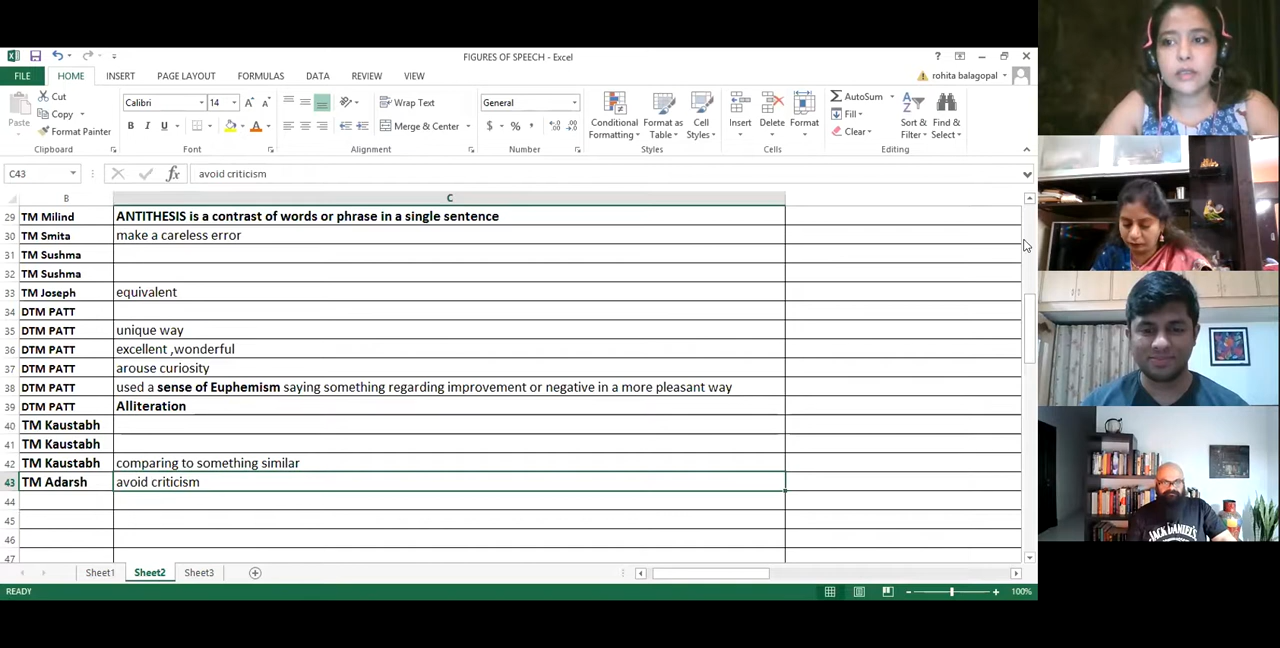 FIGURES OF SPEECH - Excel
FILE HOME INSERT PAGE LAYOUT FORMULAS DATA REVIEW VIEW rohita balagopal
Cut
Copy
Format Painter
Paste
Clipboard
Calibri 14
B I U
Font
Wrap Text
Merge & Center
Alignment
General
$ % ,
Number
Conditional Formatting
Format as Table
Cell Styles
Styles
Insert
Delete
Format
Cells
AutoSum
Fill
Clear
Sort & Filter
Find & Select
Editing
C43 fx avoid criticism
B C
29 TM Milind ANTITHESIS is a contrast of words or phrase in a single sentence
30 TM Smita make a careless error
31 TM Sushma
32 TM Sushma
33 TM Joseph equivalent
34 DTM PATT
35 DTM PATT unique way
36 DTM PATT excellent ,wonderful
37 DTM PATT arouse curiosity
38 DTM PATT used a sense of Euphemism saying something regarding improvement or negative in a more pleasant way
39 DTM PATT Alliteration
40 TM Kaustabh
41 TM Kaustabh
42 TM Kaustabh comparing to something similar
43 TM Adarsh avoid criticism
44
45
46
47
Sheet1 Sheet2 Sheet3
READY 100%
JACK DANIEL'S